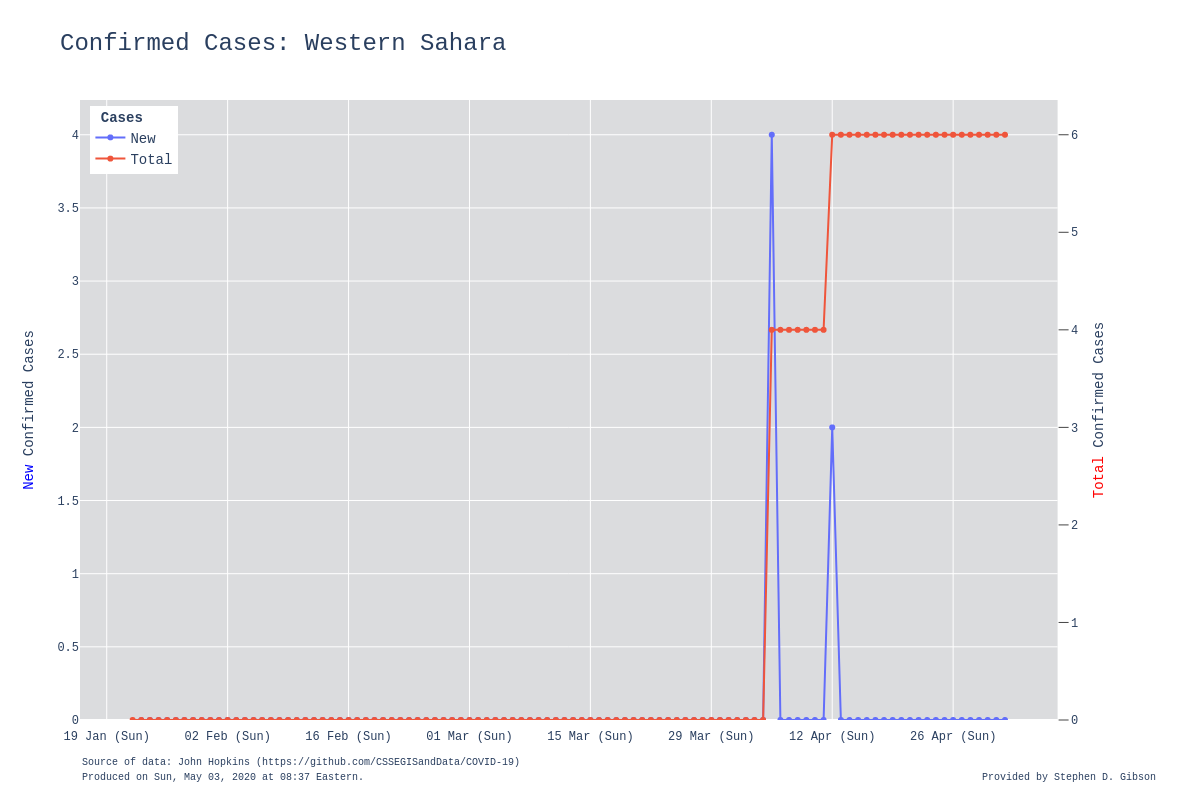 Confirmed Cases: Western Sahara
Cases
New
Total
4
3.5
3
2.5
2
1.5
1
0.5
0
New Confirmed Cases
6
5
4
3
2
1
0
Total Confirmed Cases
19 Jan (Sun) 02 Feb (Sun) 16 Feb (Sun) 01 Mar (Sun) 15 Mar (Sun) 29 Mar (Sun) 12 Apr (Sun) 26 Apr (Sun)
Source of data: John Hopkins (https://github.com/CSSEGISandData/COVID-19)
Produced on Sun, May 03, 2020 at 08:37 Eastern.
Provided by Stephen D. Gibson